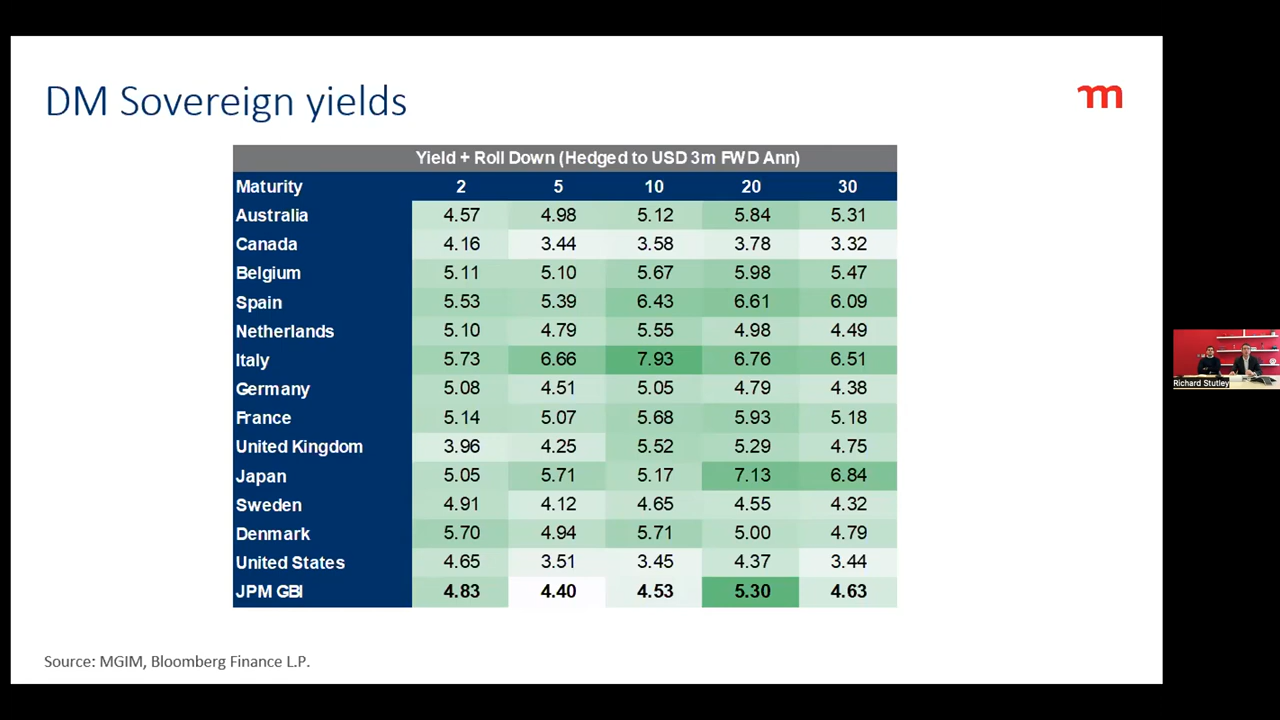 DM Sovereign yields
m
Yield + Roll Down (Hedged to USD 3m FWD Ann)
Maturity 2 5 10 20 30
Australia 4.57 4.98 5.12 5.84 5.31
Canada 4.16 3.44 3.58 3.78 3.32
Belgium 5.11 5.10 5.67 5.98 5.47
Spain 5.53 5.39 6.43 6.61 6.09
Netherlands 5.10 4.79 5.55 4.98 4.49
Italy 5.73 6.66 7.93 6.76 6.51
Germany 5.08 4.51 5.05 4.79 4.38
France 5.14 5.07 5.68 5.93 5.18
United Kingdom 3.96 4.25 5.52 5.29 4.75
Japan 5.05 5.71 5.17 7.13 6.84
Sweden 4.91 4.12 4.65 4.55 4.32
Denmark 5.70 4.94 5.71 5.00 4.79
United States 4.65 3.51 3.45 4.37 3.44
JPM GBI 4.83 4.40 4.53 5.30 4.63
Richard Stutley
Source: MGIM, Bloomberg Finance L.P.